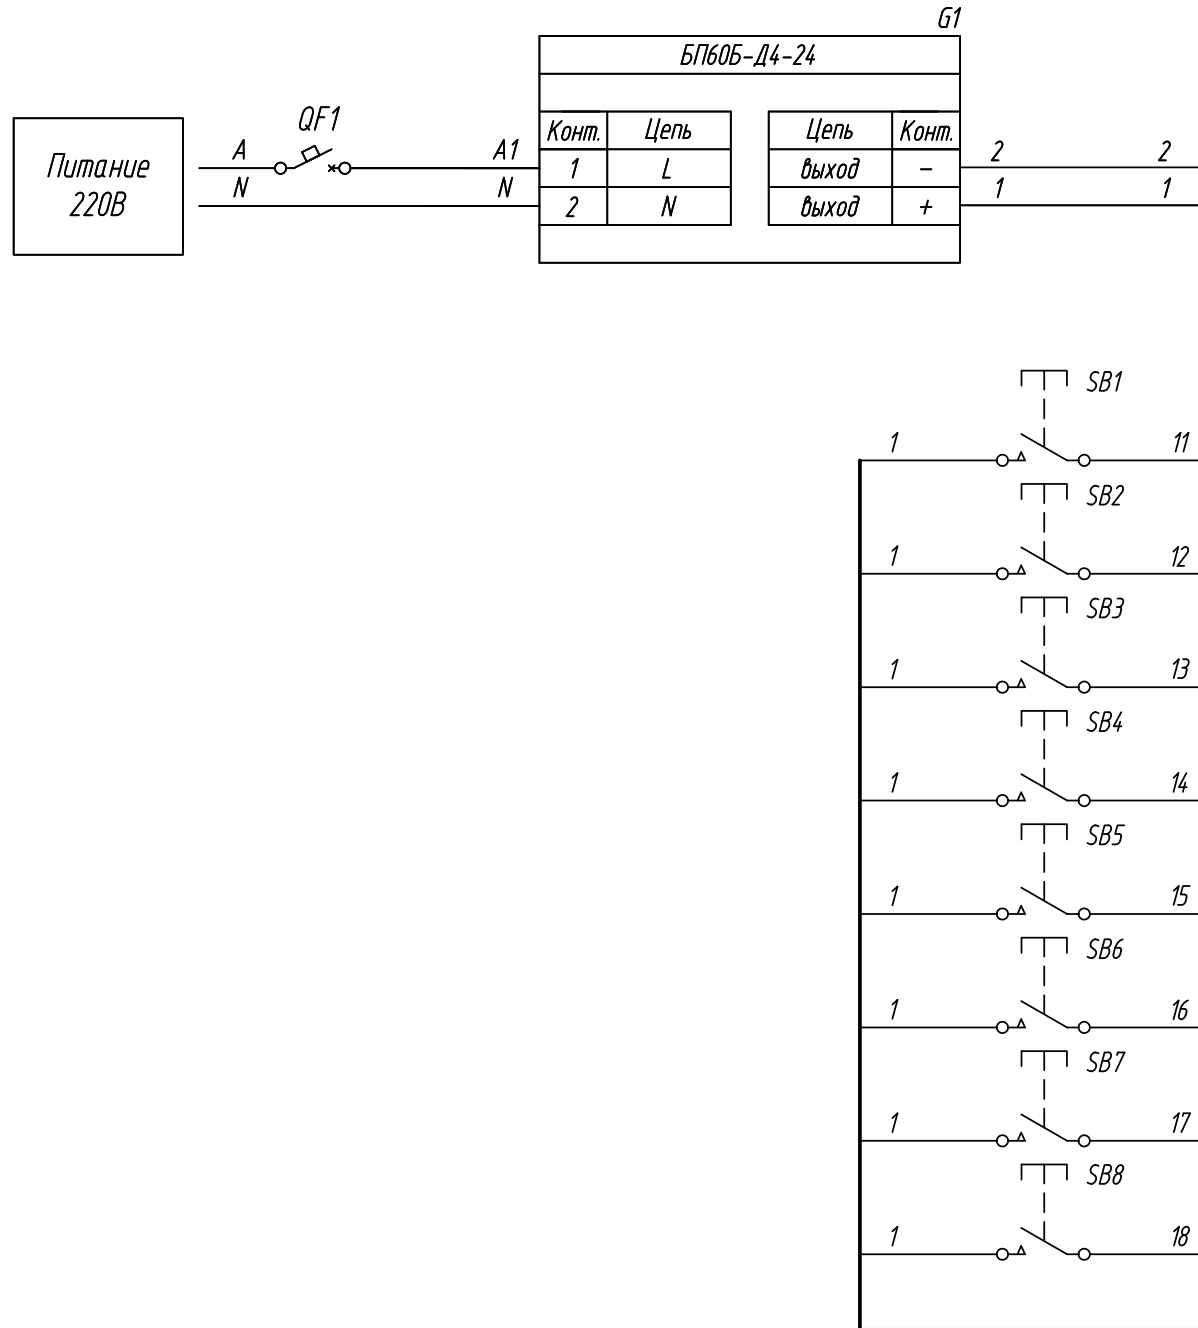 G1
БП60Б-Д4-24
Питание
220В
QF1
A
N
A1
N
Конт. Цепь
1 L
2 N
Цепь Конт.
выход -
выход +
2 2
1 1
SB1
1 11
SB2
1 12
SB3
1 13
SB4
1 14
SB5
1 15
SB6
1 16
SB7
1 17
SB8
1 18